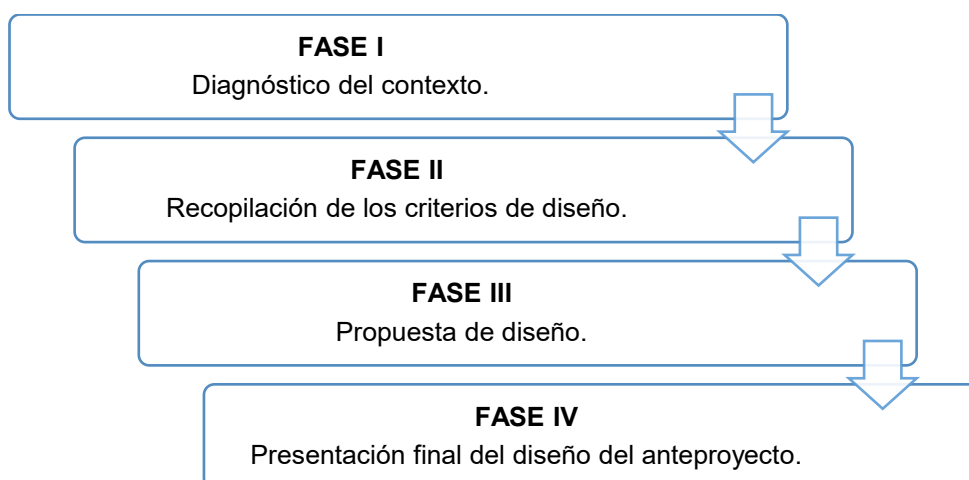 FASE I
Diagnóstico del contexto.
FASE II
Recopilación de los criterios de diseño.
FASE III
Propuesta de diseño.
FASE IV
Presentación final del diseño del anteproyecto.